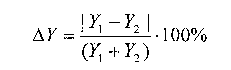 ΔY = | Y₁ − Y₂ | / (Y₁ + Y₂) · 100%